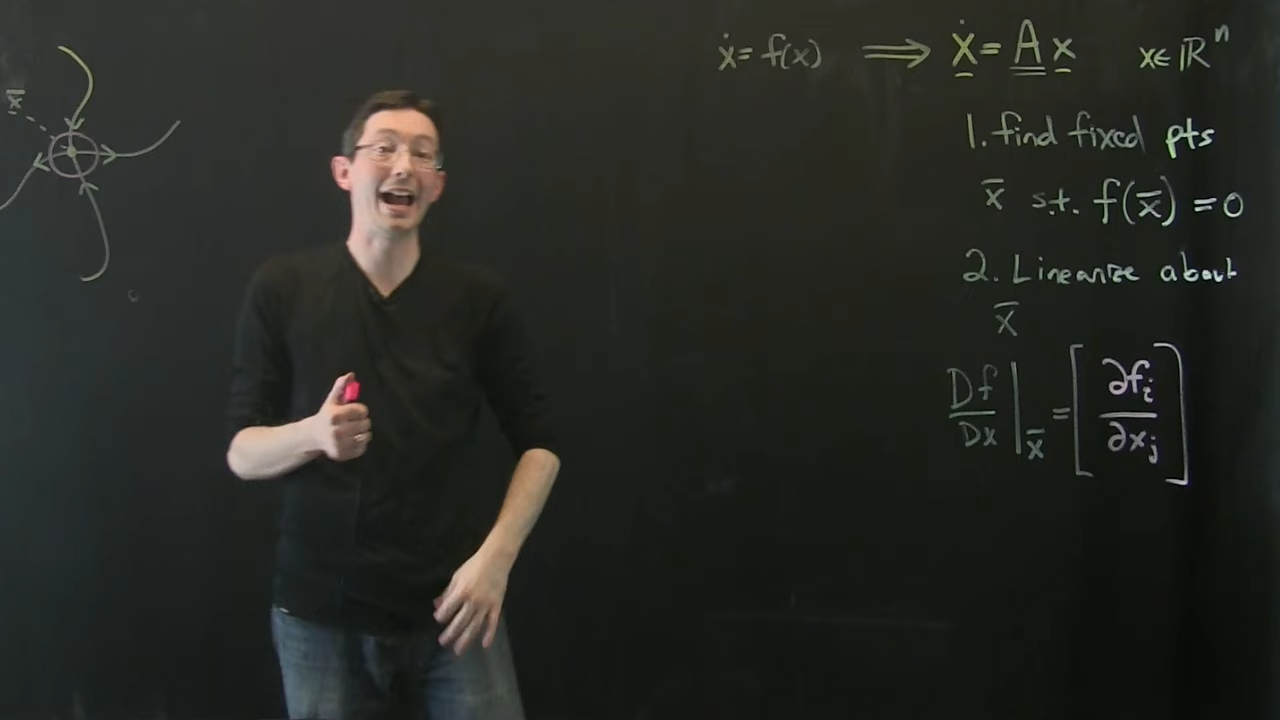 x̄
ẋ = f(x) ⟹ ẋ = A x x ∈ ℝⁿ
1. find fixed pts
x̄ s.t. f(x̄) = 0
2. Linearize about
x̄
Df/Dx |x̄ = [∂fᵢ/∂xⱼ]